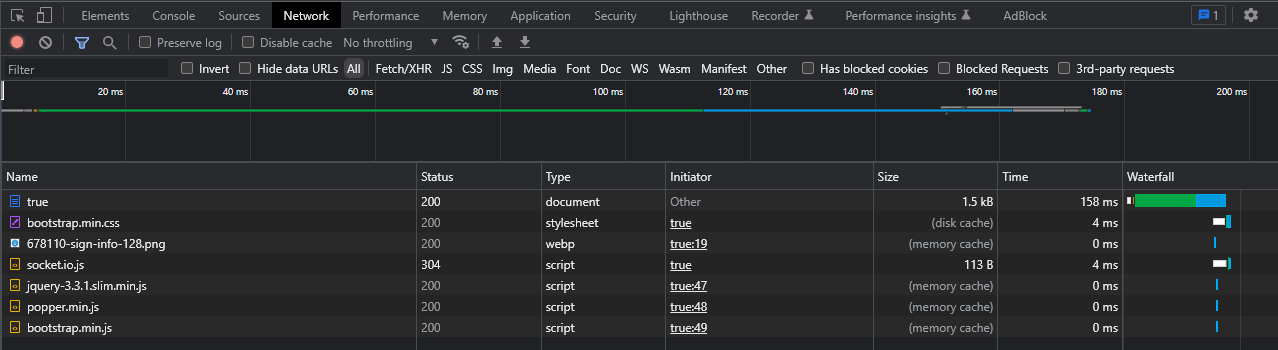 Elements Console Sources Network Performance Memory Application Security Lighthouse Recorder Performance insights AdBlock 1
Preserve log Disable cache No throttling
Filter Invert Hide data URLs All Fetch/XHR JS CSS Img Media Font Doc WS Wasm Manifest Other Has blocked cookies Blocked Requests 3rd-party requests
20 ms 40 ms 60 ms 80 ms 100 ms 120 ms 140 ms 160 ms 180 ms 200 ms
Name Status Type Initiator Size Time Waterfall
true 200 document Other 1.5 kB 158 ms
bootstrap.min.css 200 stylesheet true (disk cache) 4 ms
678110-sign-info-128.png 200 webp true:19 (memory cache) 0 ms
socket.io.js 304 script true 113 B 4 ms
jquery-3.3.1.slim.min.js 200 script true:47 (memory cache) 0 ms
popper.min.js 200 script true:48 (memory cache) 0 ms
bootstrap.min.js 200 script true:49 (memory cache) 0 ms